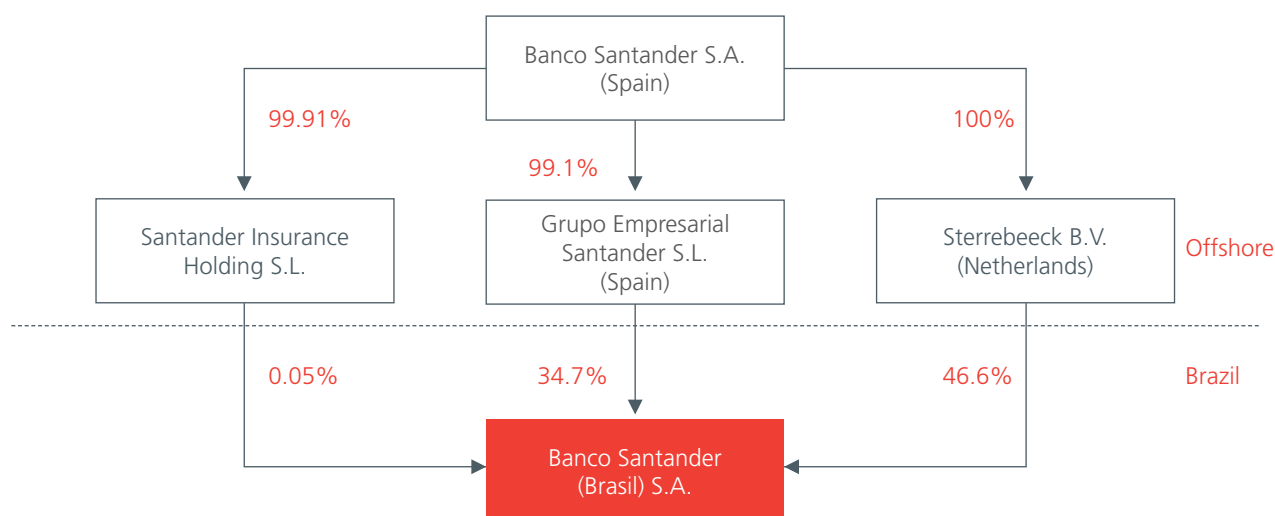 Banco Santander S.A.
(Spain)
99.91%
100%
99.1%
Santander Insurance
Holding S.L.
Grupo Empresarial
Santander S.L.
(Spain)
Sterrebeeck B.V.
(Netherlands)
Offshore
0.05%
34.7%
46.6%
Brazil
Banco Santander
(Brasil) S.A.